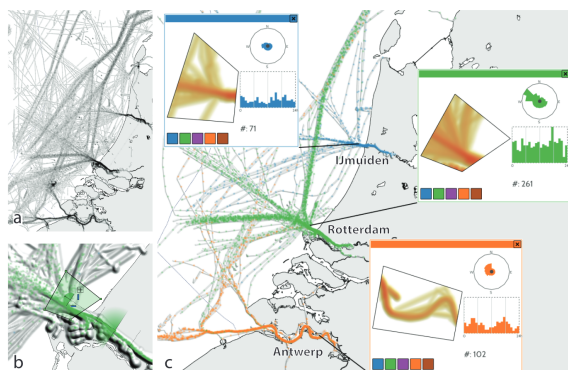 #: 71
IJmuiden
#: 261
Rotterdam
a
b
c
Antwerp
#: 102